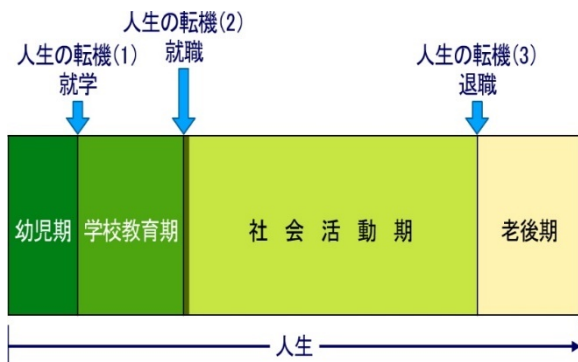 人生の転機(2)
就職
人生の転機(1)
就学
人生の転機(3)
退職
幼児期
学校教育期
社会活動期
老後期
人生